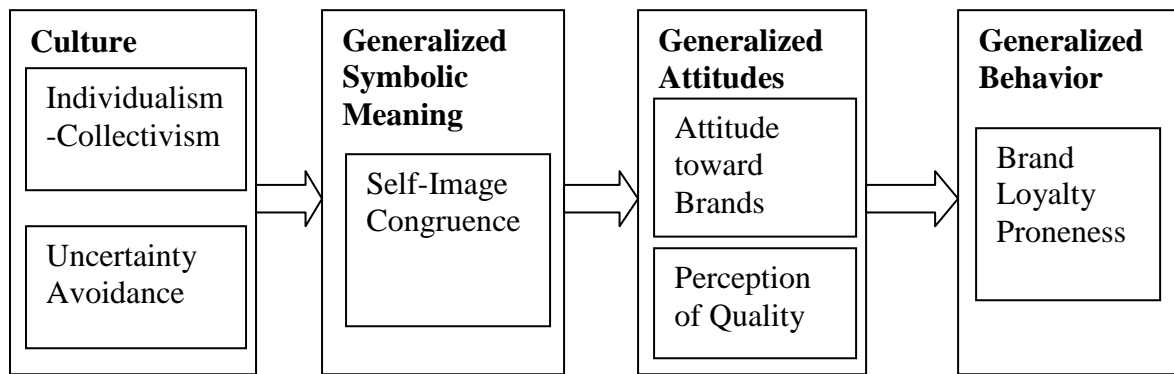 Culture
Individualism
-Collectivism
Uncertainty
Avoidance
Generalized
Symbolic
Meaning
Self-Image
Congruence
Generalized
Attitudes
Attitude
toward
Brands
Perception
of Quality
Generalized
Behavior
Brand
Loyalty
Proneness